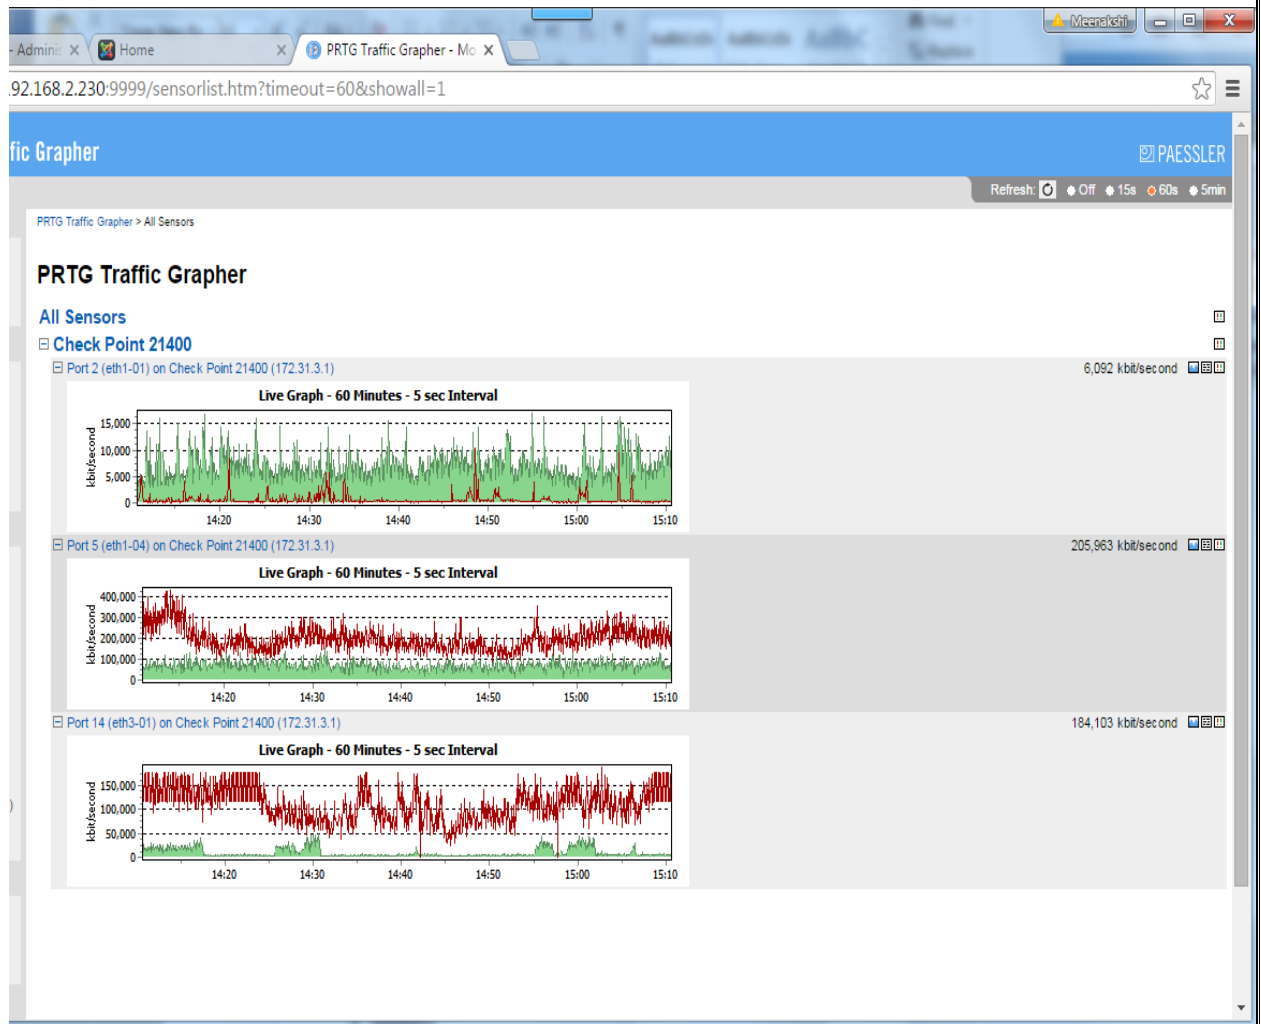 Meenakshi
- Adminis
Home
PRTG Traffic Grapher - Mo
92.168.2.230:9999/sensorlist.htm?timeout=60&showall=1
fic Grapher
PAESSLER
Refresh: Off 15s 60s 5min
PRTG Traffic Grapher > All Sensors
PRTG Traffic Grapher
All Sensors
Check Point 21400
Port 2 (eth1-01) on Check Point 21400 (172.31.3.1) 6,092 kbit/second
Live Graph - 60 Minutes - 5 sec Interval
kbit/second
15,000
10,000
5,000
0
14:20 14:30 14:40 14:50 15:00 15:10
Port 5 (eth1-04) on Check Point 21400 (172.31.3.1) 205,963 kbit/second
Live Graph - 60 Minutes - 5 sec Interval
kbit/second
400,000
300,000
200,000
100,000
0
14:20 14:30 14:40 14:50 15:00 15:10
Port 14 (eth3-01) on Check Point 21400 (172.31.3.1) 184,103 kbit/second
Live Graph - 60 Minutes - 5 sec Interval
kbit/second
150,000
100,000
50,000
0
14:20 14:30 14:40 14:50 15:00 15:10
)